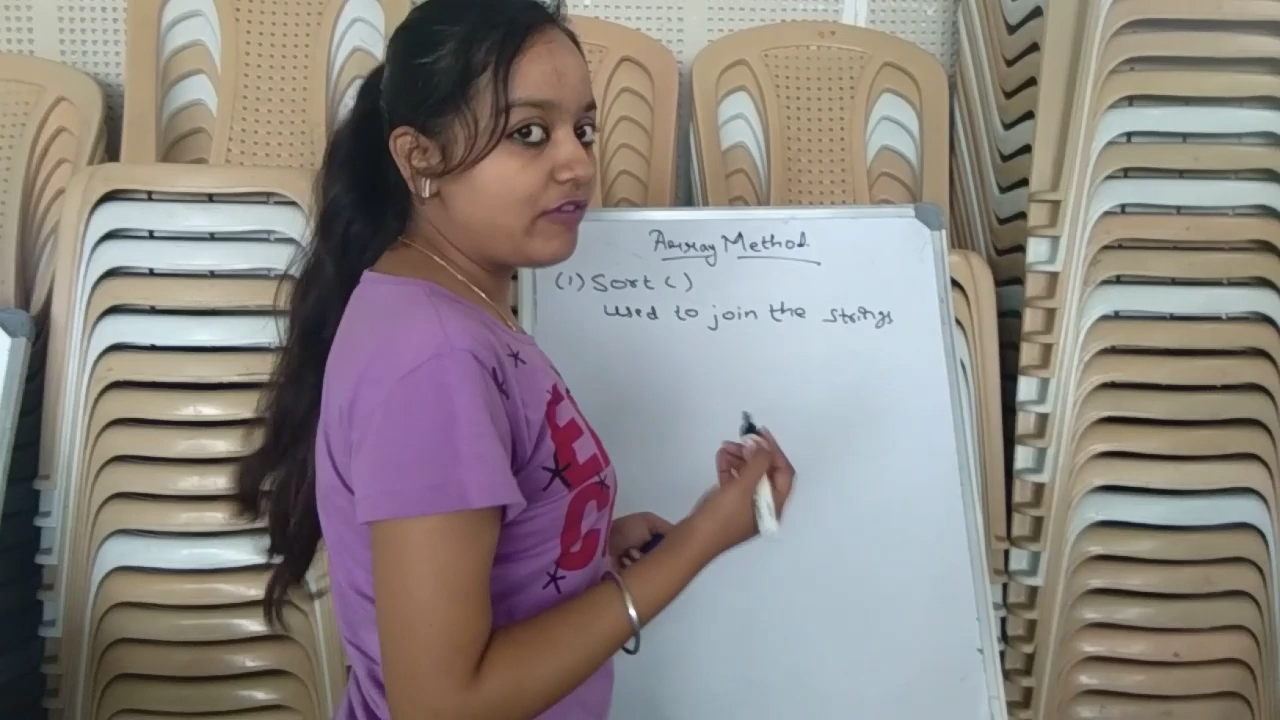 Array Method
(1) Sort ( )
used to join the strings